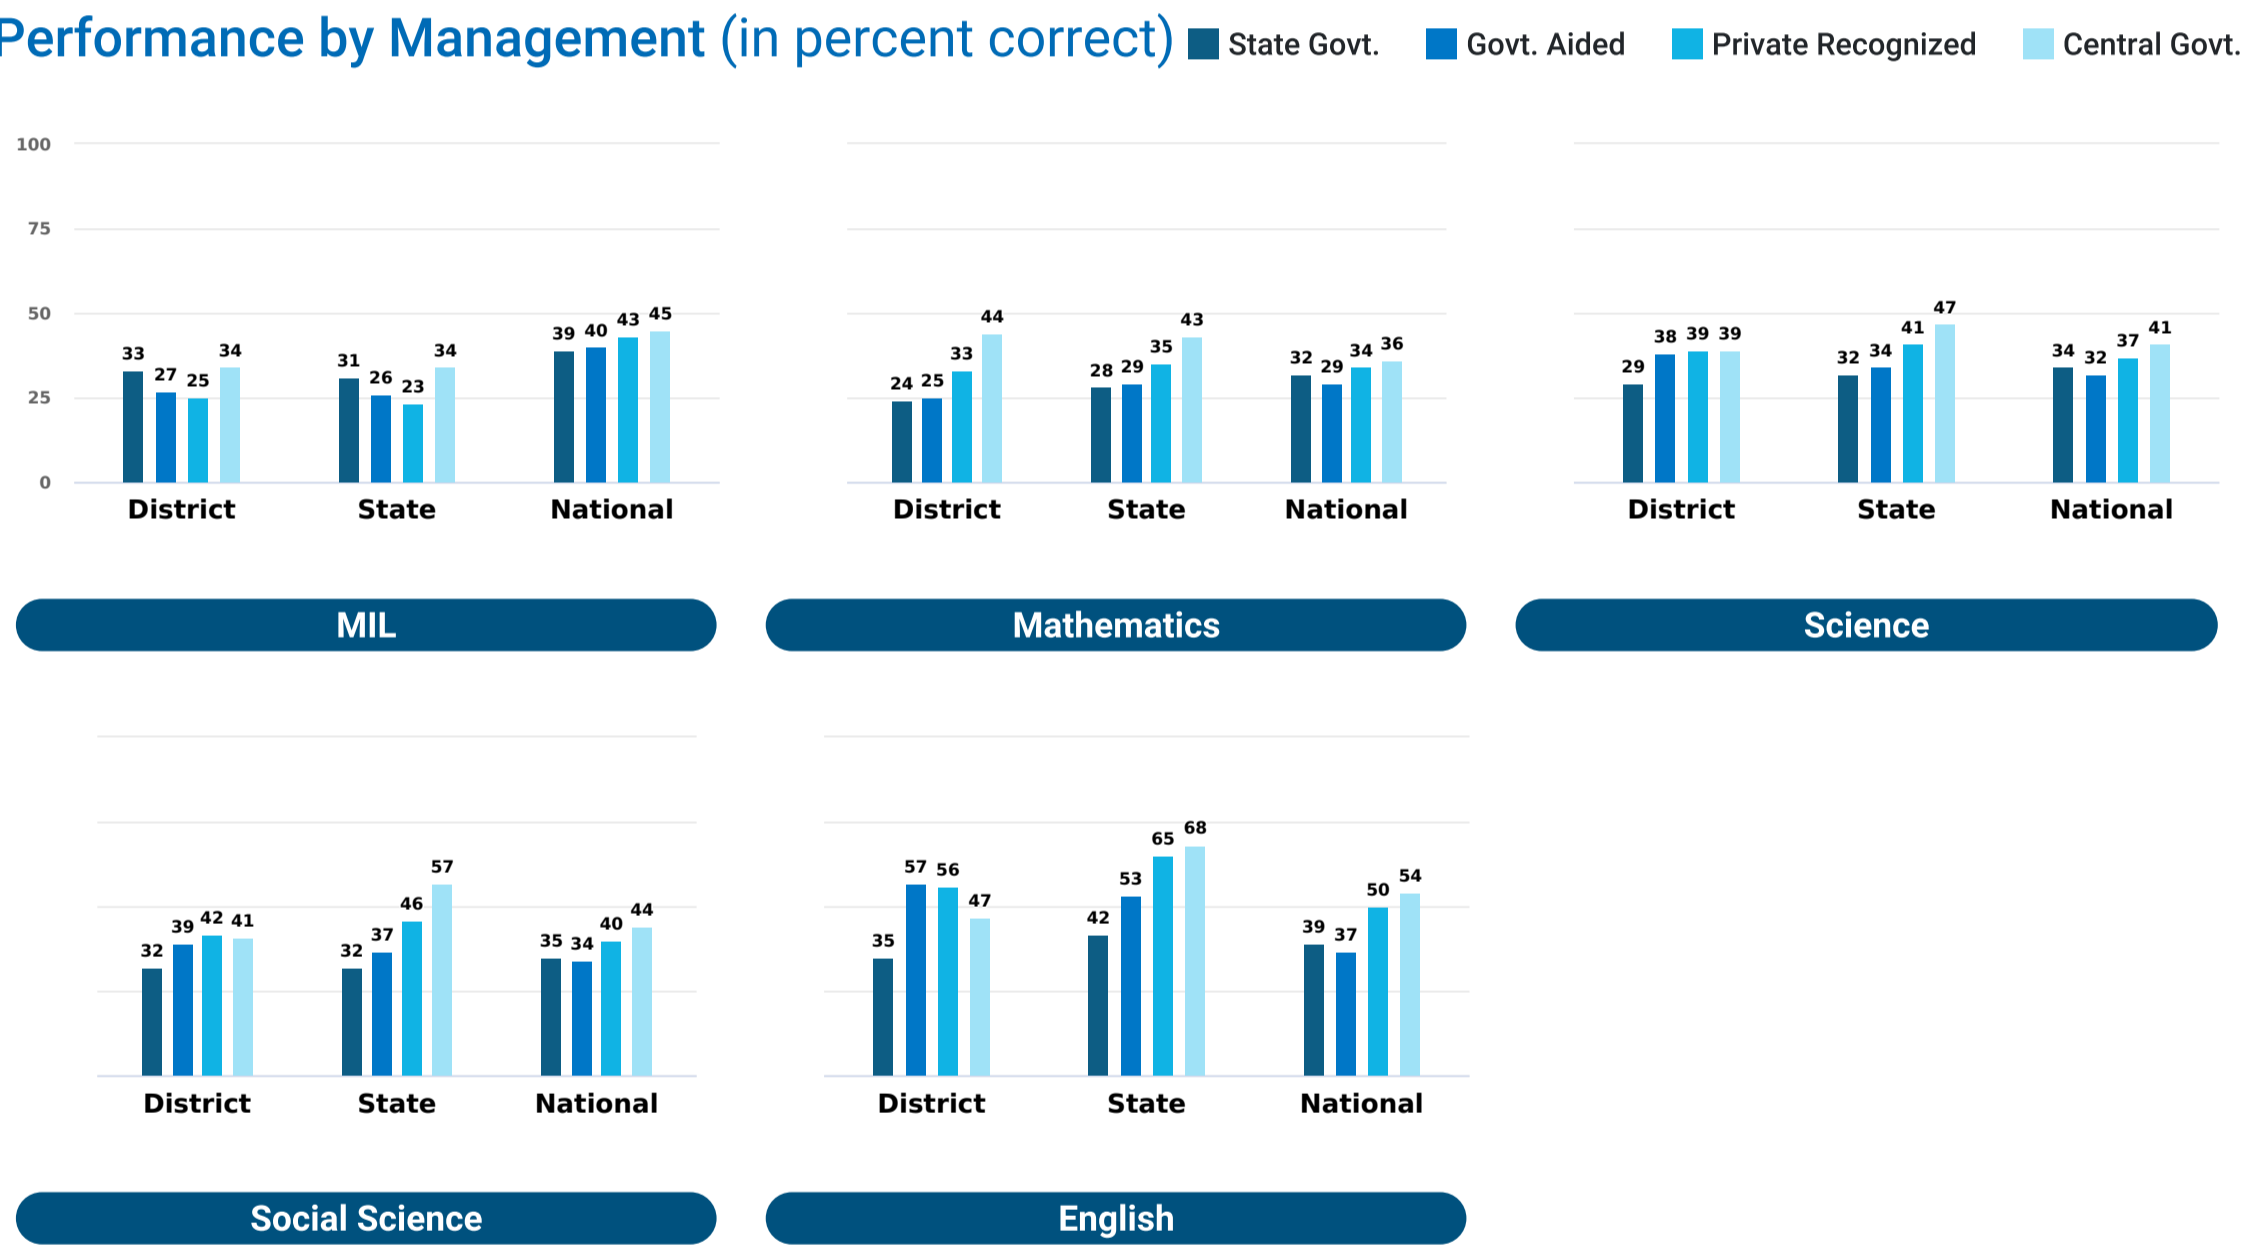 Performance by Management (in percent correct)
State Govt. Govt. Aided Private Recognized Central Govt.
100
75
50
25
0
33 27 25 34 31 26 23 34 39 40 43 45
District State National
MIL
24 25 33 44 28 29 35 43 32 29 34 36
District State National
Mathematics
29 38 39 39 32 34 41 47 34 32 37 41
District State National
Science
32 39 42 41 32 37 46 57 35 34 40 44
District State National
Social Science
35 57 56 47 42 53 65 68 39 37 50 54
District State National
English